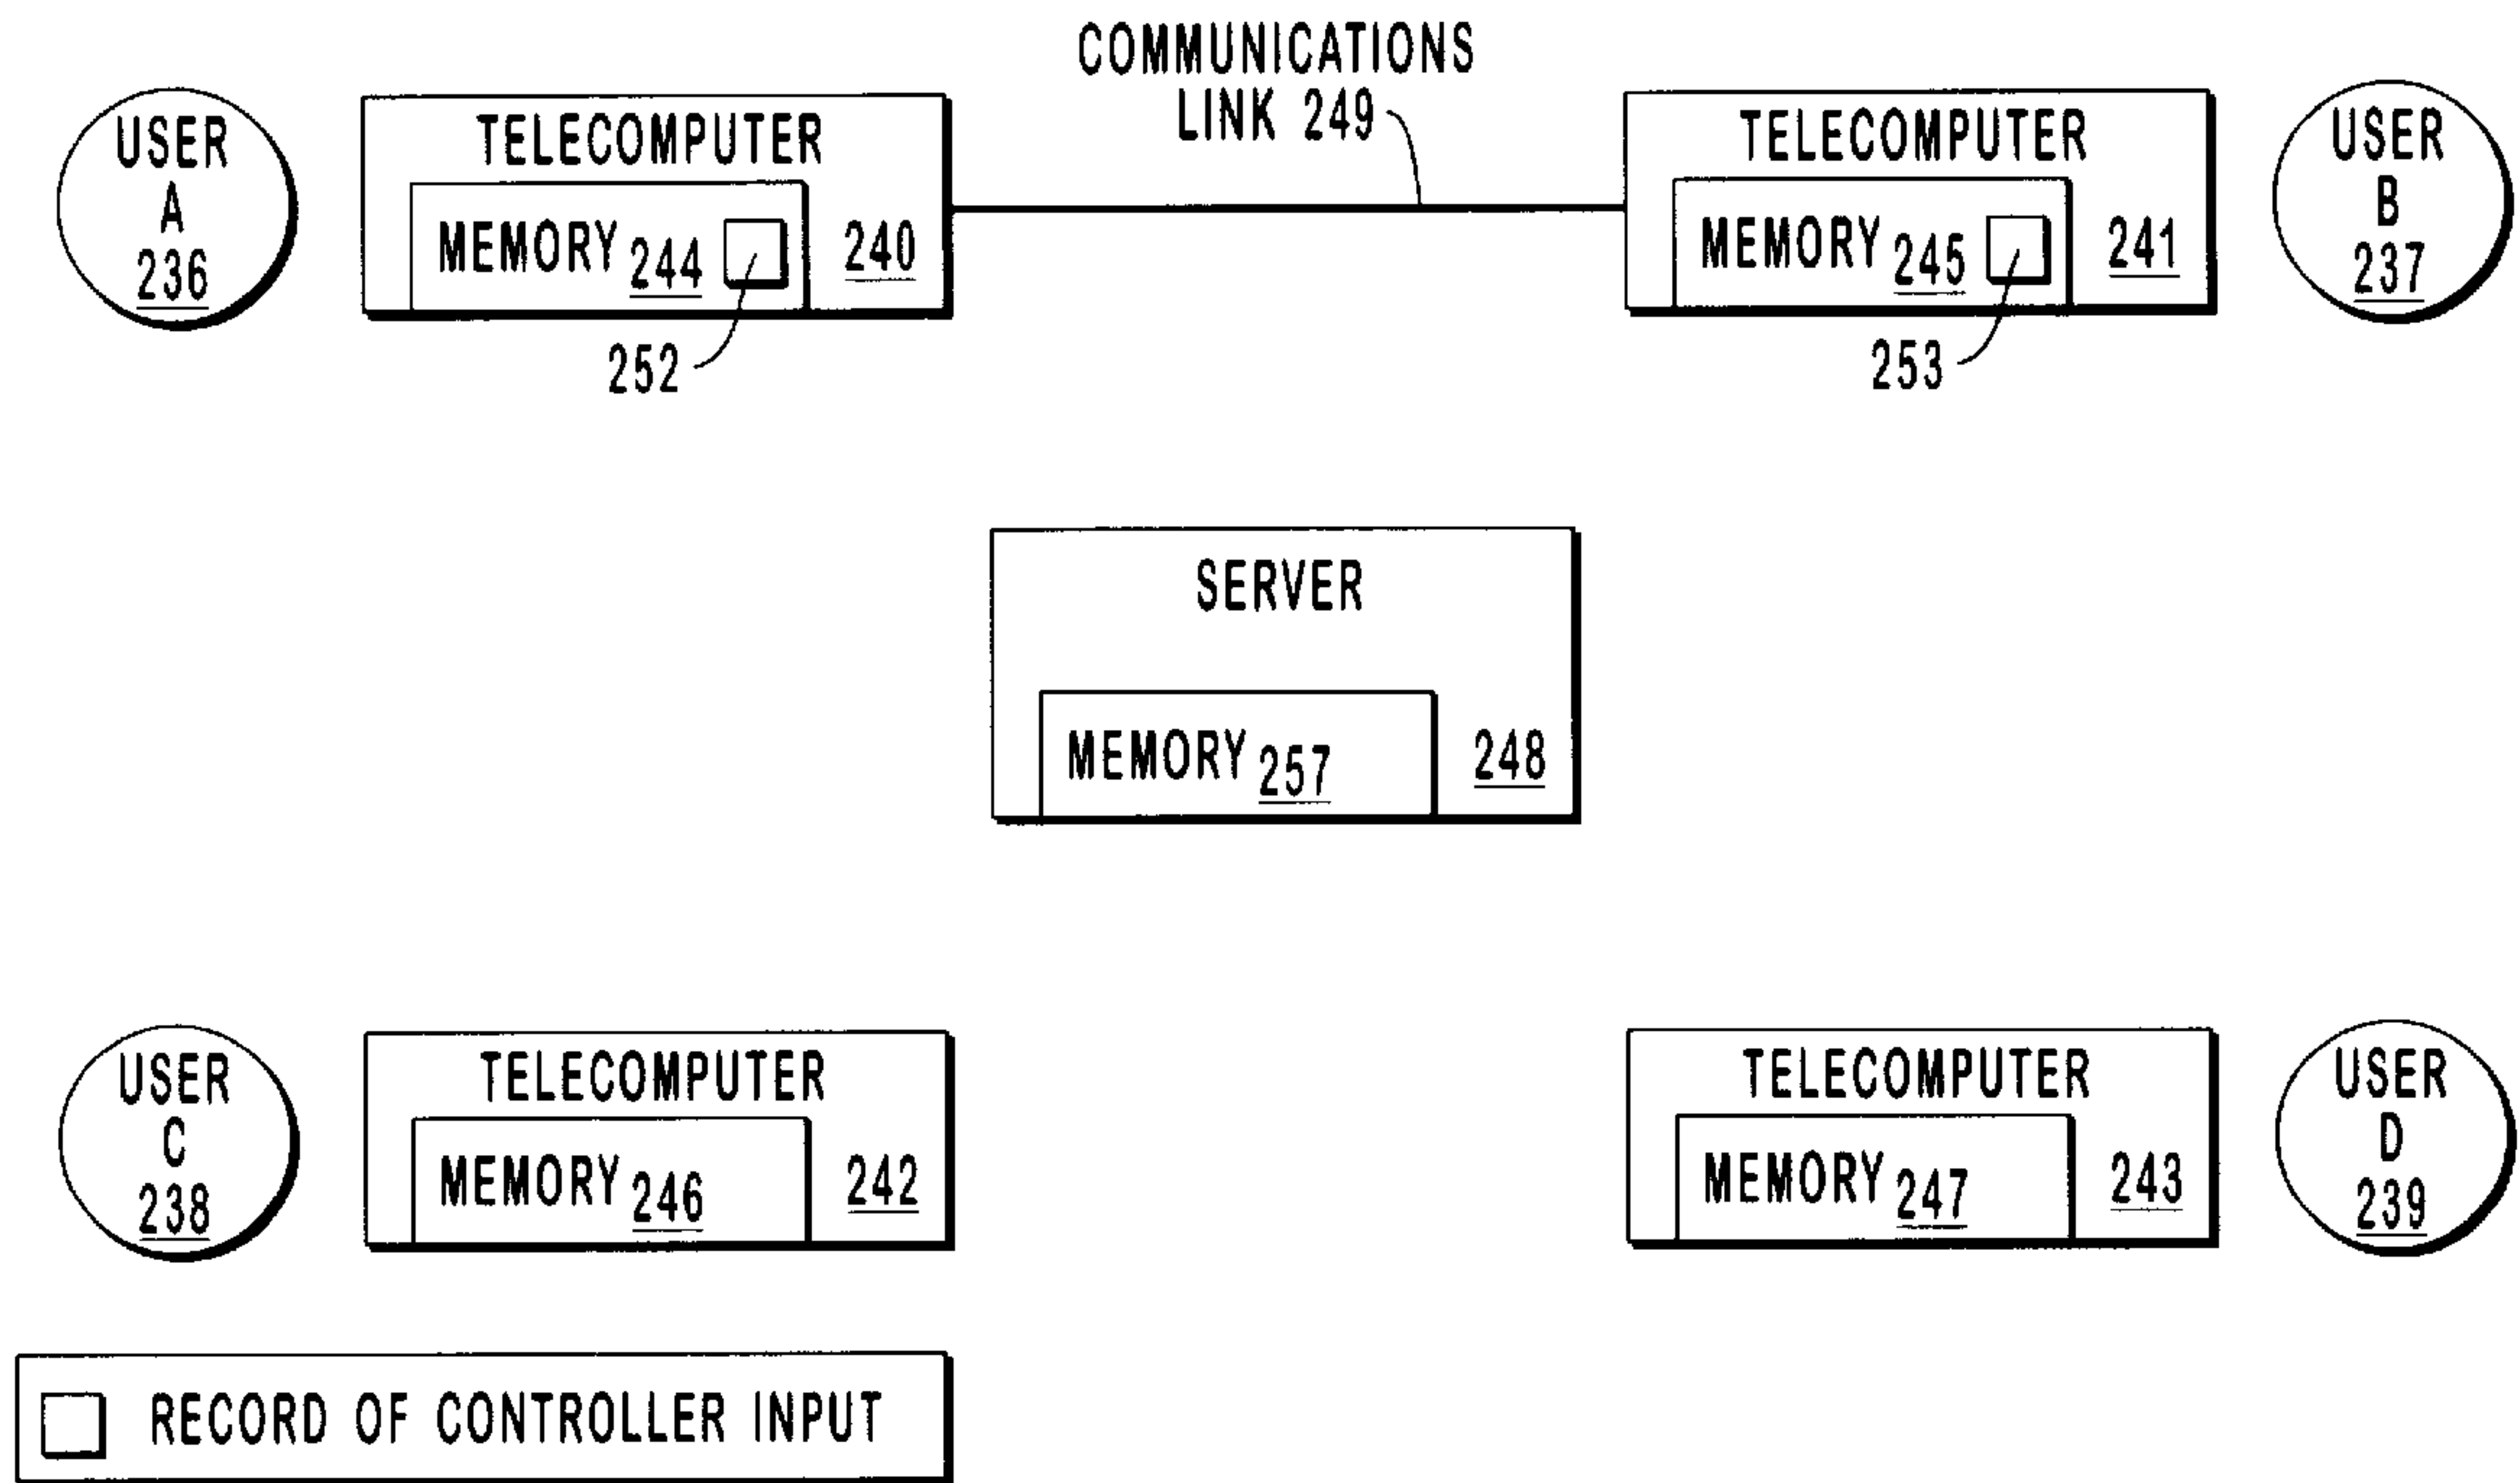 COMMUNICATIONS
LINK 249
USER
A
236
TELECOMPUTER
MEMORY 244
240
252
TELECOMPUTER
MEMORY 245
241
253
USER
B
237
SERVER
MEMORY 257
248
USER
C
238
TELECOMPUTER
MEMORY 246
242
TELECOMPUTER
MEMORY 247
243
USER
D
239
RECORD OF CONTROLLER INPUT